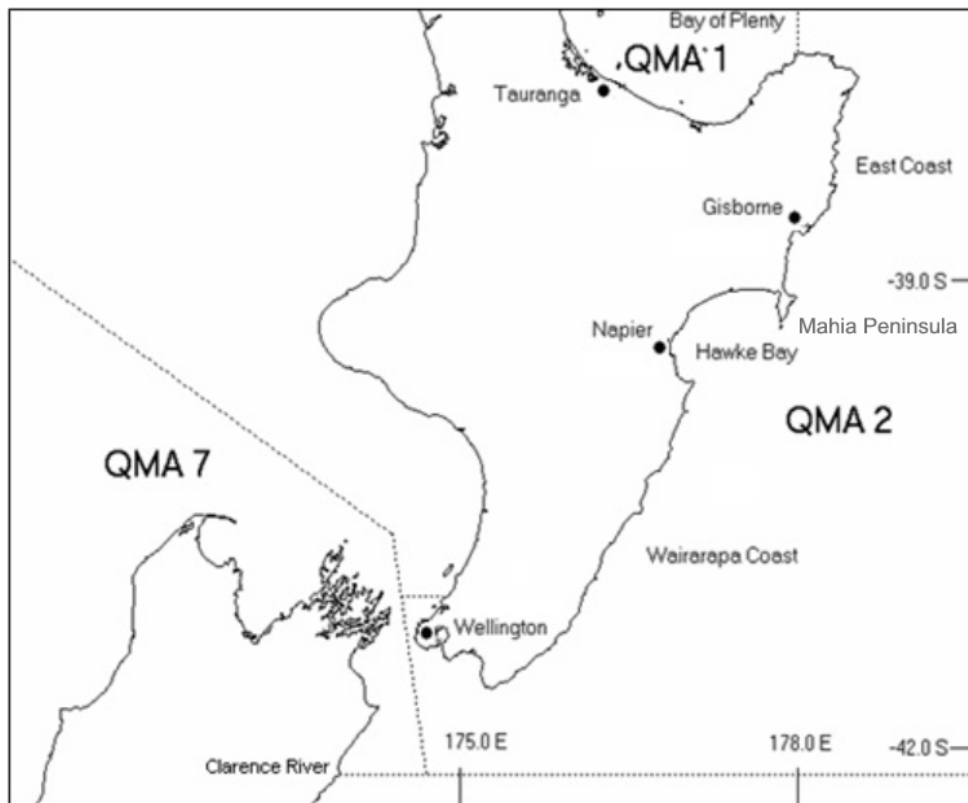 Bay of Plenty
QMA 1
Tauranga
East Coast
Gisborne
-39.0 S
Mahia Peninsula
Napier
Hawke Bay
QMA 2
QMA 7
Wairarapa Coast
Wellington
175.0 E
178.0 E
-42.0 S
Clarence River